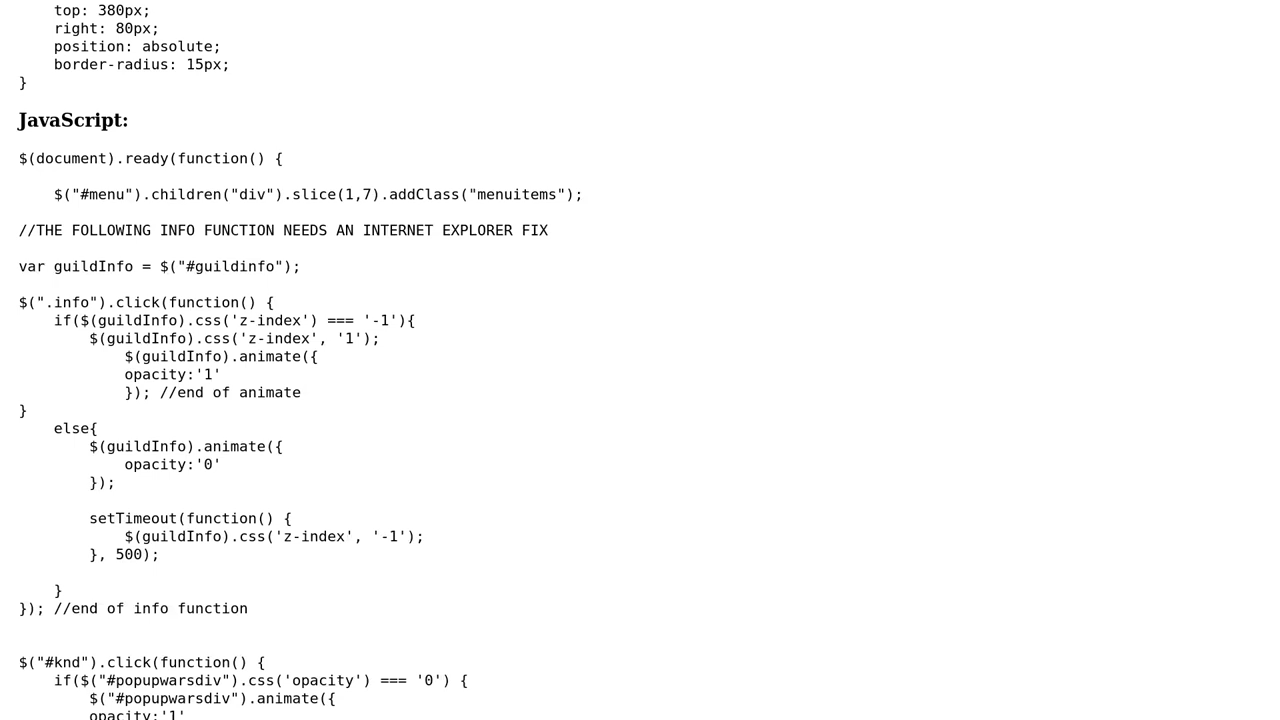 top: 380px;
    right: 80px;
    position: absolute;
    border-radius: 15px;
}
JavaScript:
$(document).ready(function() {
    $("#menu").children("div").slice(1,7).addClass("menuitems");
//THE FOLLOWING INFO FUNCTION NEEDS AN INTERNET EXPLORER FIX
var guildInfo = $("#guildinfo");
$(".info").click(function() {
    if($(guildInfo).css('z-index') === '-1'){
        $(guildInfo).css('z-index', '1');
            $(guildInfo).animate({
            opacity:'1'
            }); //end of animate
}
    else{
        $(guildInfo).animate({
            opacity:'0'
        });
        setTimeout(function() {
            $(guildInfo).css('z-index', '-1');
        }, 500);
    }
}); //end of info function
$("#knd").click(function() {
    if($("#popupwarsdiv").css('opacity') === '0') {
        $("#popupwarsdiv").animate({
        opacity:'1'